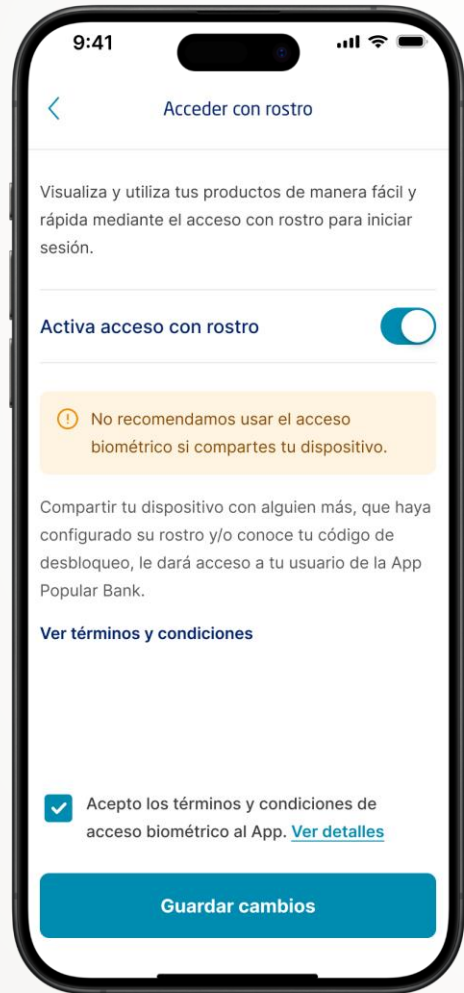 9:41
Acceder con rostro
Visualiza y utiliza tus productos de manera fácil y
rápida mediante el acceso con rostro para iniciar
sesión.
Activa acceso con rostro
No recomendamos usar el acceso
biométrico si compartes tu dispositivo.
Compartir tu dispositivo con alguien más, que haya
configurado su rostro y/o conoce tu código de
desbloqueo, le dará acceso a tu usuario de la App
Popular Bank.
Ver términos y condiciones
Acepto los términos y condiciones de
acceso biométrico al App. Ver detalles
Guardar cambios